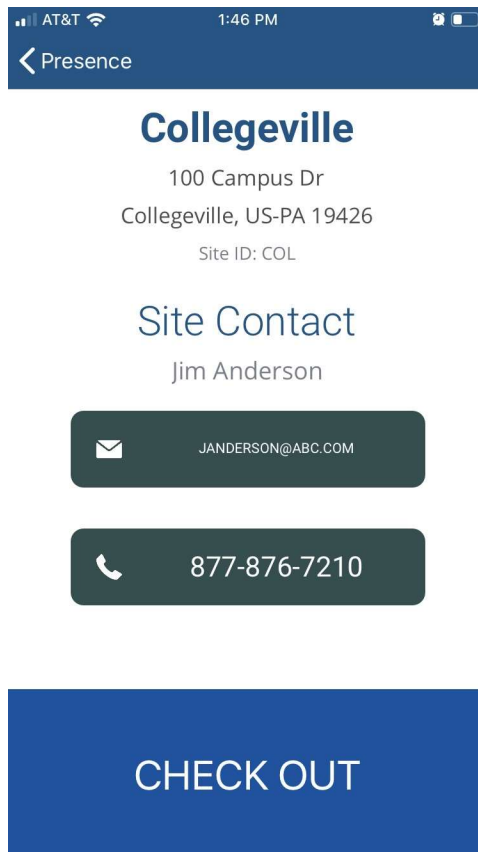 AT&T 1:46 PM
Presence
Collegeville
100 Campus Dr
Collegeville, US-PA 19426
Site ID: COL
Site Contact
Jim Anderson
JANDERSON@ABC.COM
877-876-7210
CHECK OUT